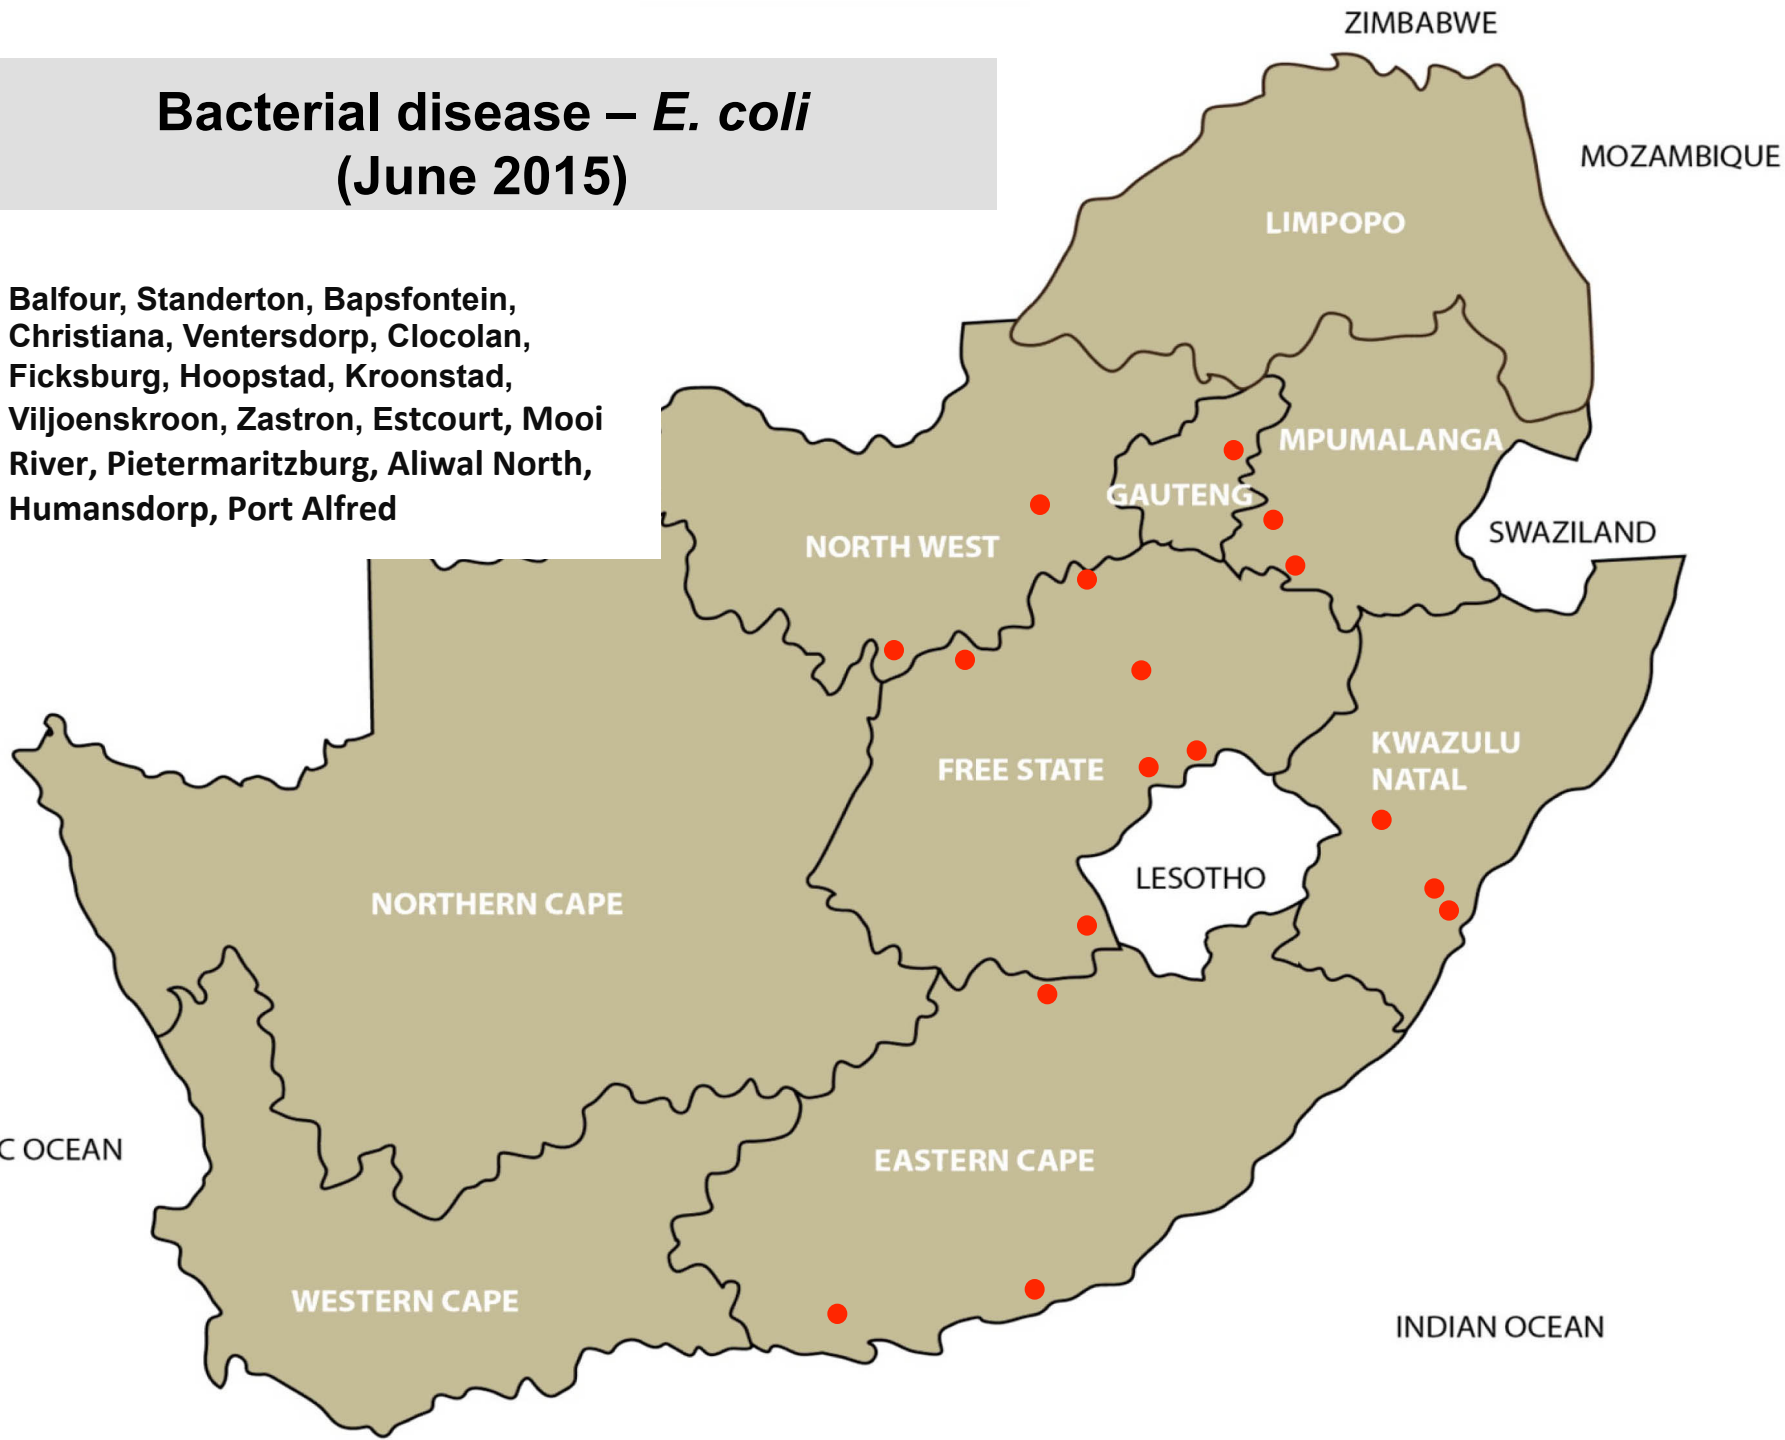 ZIMBABWE
Bacterial disease – E. coli
(June 2015)
MOZAMBIQUE
LIMPOPO
Balfour, Standerton, Bapsfontein,
Christiana, Ventersdorp, Clocolan,
Ficksburg, Hoopstad, Kroonstad,
Viljoenskroon, Zastron, Estcourt, Mooi
River, Pietermaritzburg, Aliwal North,
Humansdorp, Port Alfred
MPUMALANGA
GAUTENG
SWAZILAND
NORTH WEST
KWAZULU
NATAL
FREE STATE
LESOTHO
NORTHERN CAPE
C OCEAN
EASTERN CAPE
WESTERN CAPE
INDIAN OCEAN